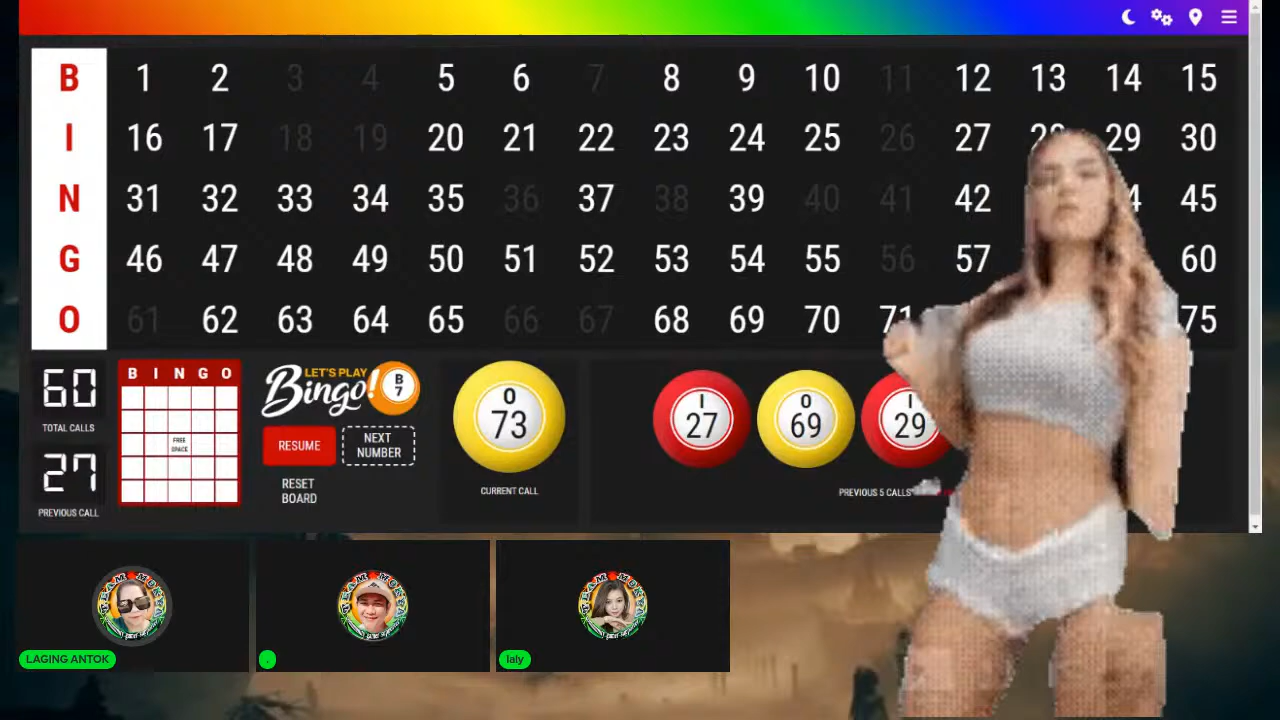 B 1 2 3 4 5 6 7 8 9 10 11 12 13 14 15
I 16 17 18 19 20 21 22 23 24 25 26 27 28 29 30
N 31 32 33 34 35 36 37 38 39 40 41 42 45
G 46 47 48 49 50 51 52 53 54 55 56 57 60
O 61 62 63 64 65 66 67 68 69 70 71 75
60
TOTAL CALLS
27
PREVIOUS CALL
B I N G O
FREE
SPACE
LET'S PLAY
Bingo!
B
7
RESUME
NEXT
NUMBER
RESET
BOARD
O
73
CURRENT CALL
I
27
O
69
I
29
PREVIOUS 5 CALLS
LAGING ANTOK
.
laly